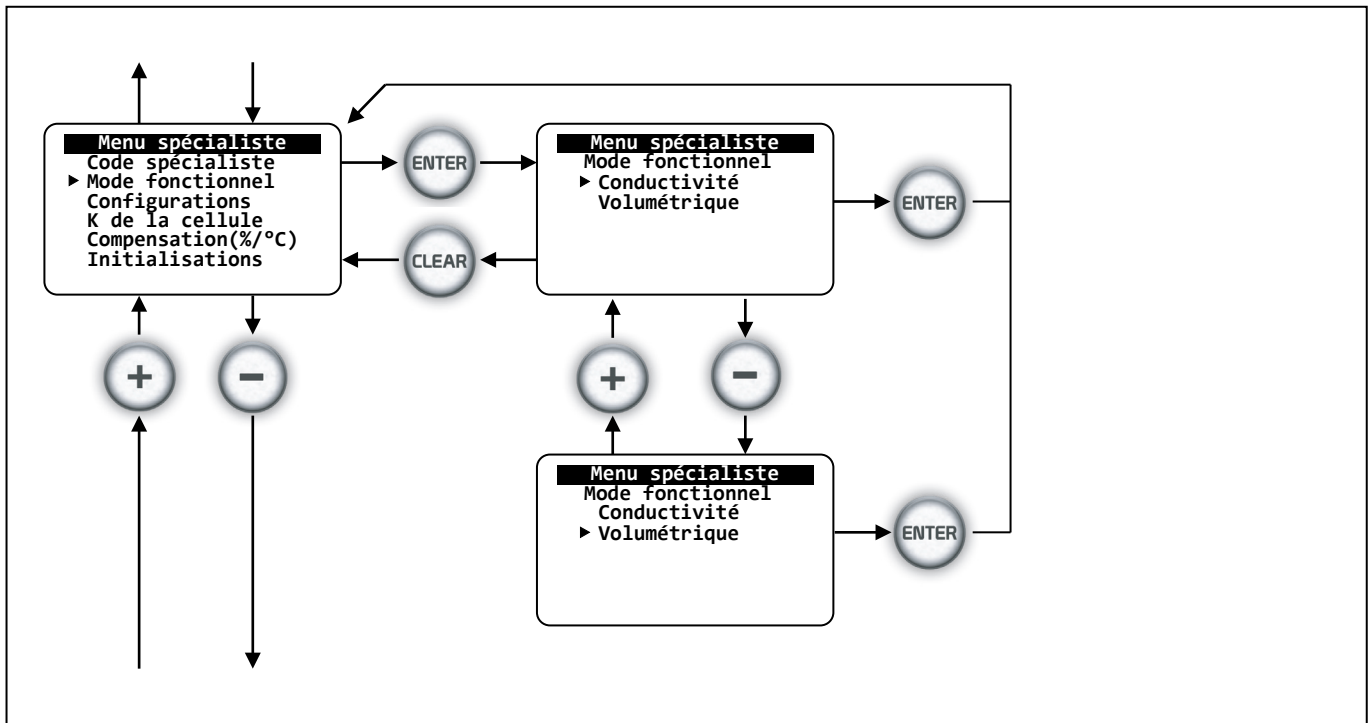 Menu spécialiste
Code spécialiste
Mode fonctionnel
Configurations
K de la cellule
Compensation(%/°C)
Initialisations
ENTER
CLEAR
Menu spécialiste
Mode fonctionnel
Conductivité
Volumétrique
ENTER
+
-
+
-
Menu spécialiste
Mode fonctionnel
Conductivité
Volumétrique
ENTER